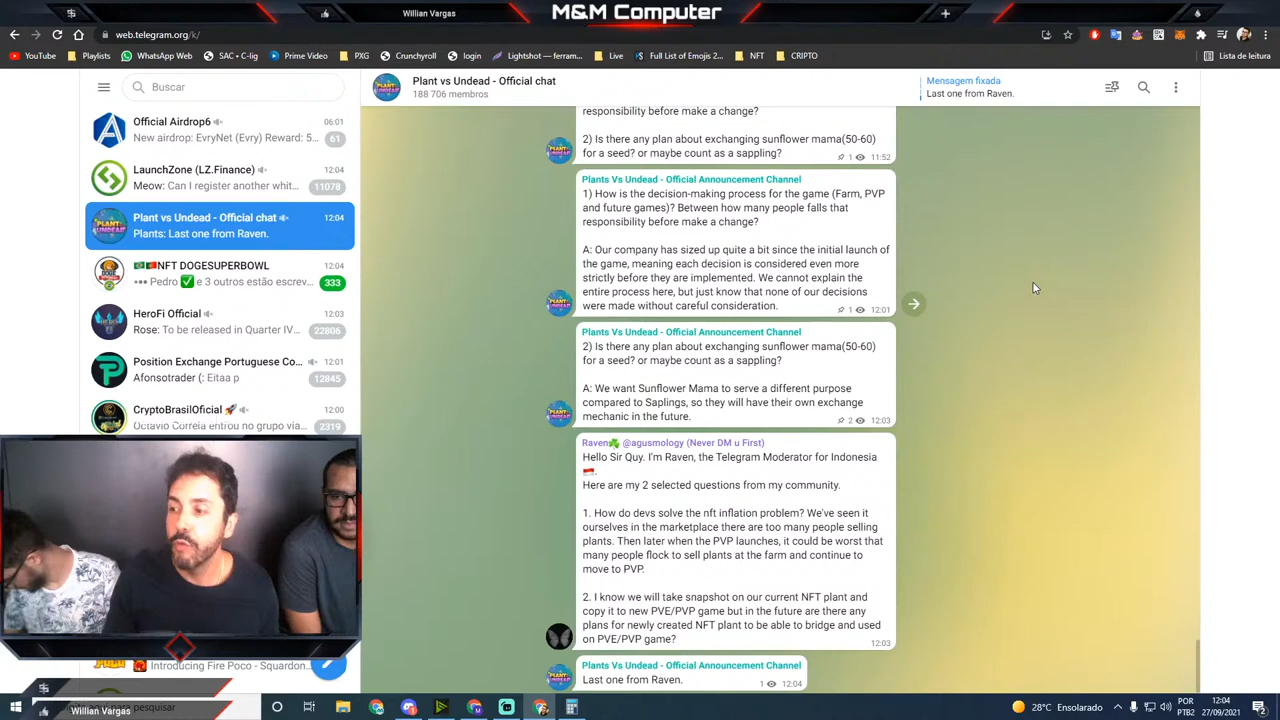 Willian Vargas
M&M Computer
web.telegram.org/k/
YouTube
Playlists
WhatsApp Web
SAC • C-lig
Prime Video
PXG
Crunchyroll
login
Lightshot — ferram...
Live
Full List of Emojis 2...
NFT
CRIPTO
Lista de leitura
Buscar
Plant vs Undead - Official chat
188 706 membros
Mensagem fixada
Last one from Raven.
Official Airdrop6
06:01
New airdrop: EvryNet (Evry) Reward: 5...
61
LaunchZone (LZ.Finance)
12:04
Meow: Can I register another whit...
11078
Plant vs Undead - Official chat
12:04
Plants: Last one from Raven.
NFT DOGESUPERBOWL
12:04
••• Pedro ✅ e 3 outros estão escrev...
333
HeroFi Official
12:03
Rose: To be released in Quarter IV...
22806
Position Exchange Portuguese Co...
12:01
Afonsotrader (: Eitaa p
12845
CryptoBrasilOficial 🚀
12:00
Octavio Correia entrou no grupo via...
2319
Introducing Fire Poco - Squardon...
responsibility before make a change?
2) Is there any plan about exchanging sunflower mama(50-60)
for a seed? or maybe count as a sappling?
1 11:52
Plants Vs Undead - Official Announcement Channel
1) How is the decision-making process for the game (Farm, PVP
and future games)? Between how many people falls that
responsibility before make a change?
A: Our company has sized up quite a bit since the initial launch of
the game, meaning each decision is considered even more
strictly before they are implemented. We cannot explain the
entire process here, but just know that none of our decisions
were made without careful consideration.
1 12:01
Plants Vs Undead - Official Announcement Channel
2) Is there any plan about exchanging sunflower mama(50-60)
for a seed? or maybe count as a sappling?
A: We want Sunflower Mama to serve a different purpose
compared to Saplings, so they will have their own exchange
mechanic in the future.
2 12:03
Raven☘️ @agusmology (Never DM u First)
Hello Sir Quy. I'm Raven, the Telegram Moderator for Indonesia
🇮🇩.
Here are my 2 selected questions from my community.
1. How do devs solve the nft inflation problem? We've seen it
ourselves in the marketplace there are too many people selling
plants. Then later when the PVP launches, it could be worst that
many people flock to sell plants at the farm and continue to
move to PVP.
2. I know we will take snapshot on our current NFT plant and
copy it to new PVE/PVP game but in the future are there any
plans for newly created NFT plant to be able to bridge and used
on PVE/PVP game?
12:03
Plants Vs Undead - Official Announcement Channel
Last one from Raven.
1 12:04
Willian Vargas
aqui para pesquisar
28°C Ensolarado
POR
PTB2
12:04
27/09/2021
2